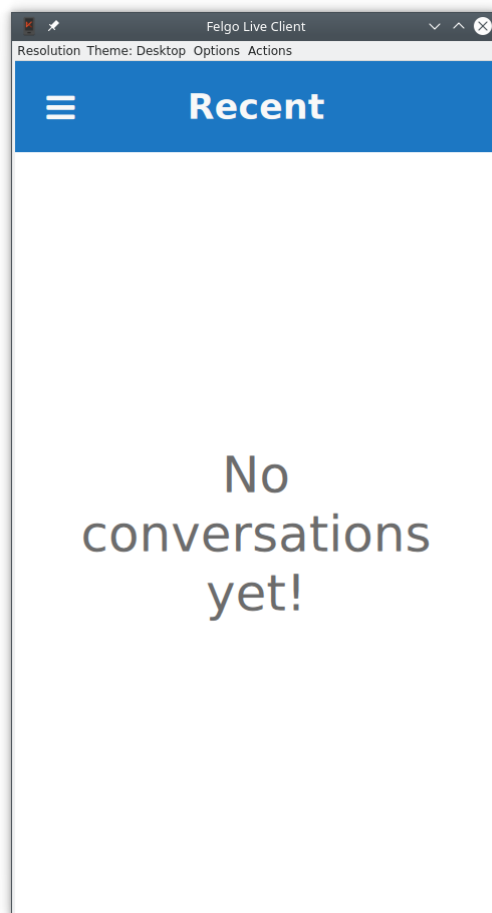 Felgo Live Client
Resolution Theme: Desktop Options Actions
Recent
No
conversations
yet!